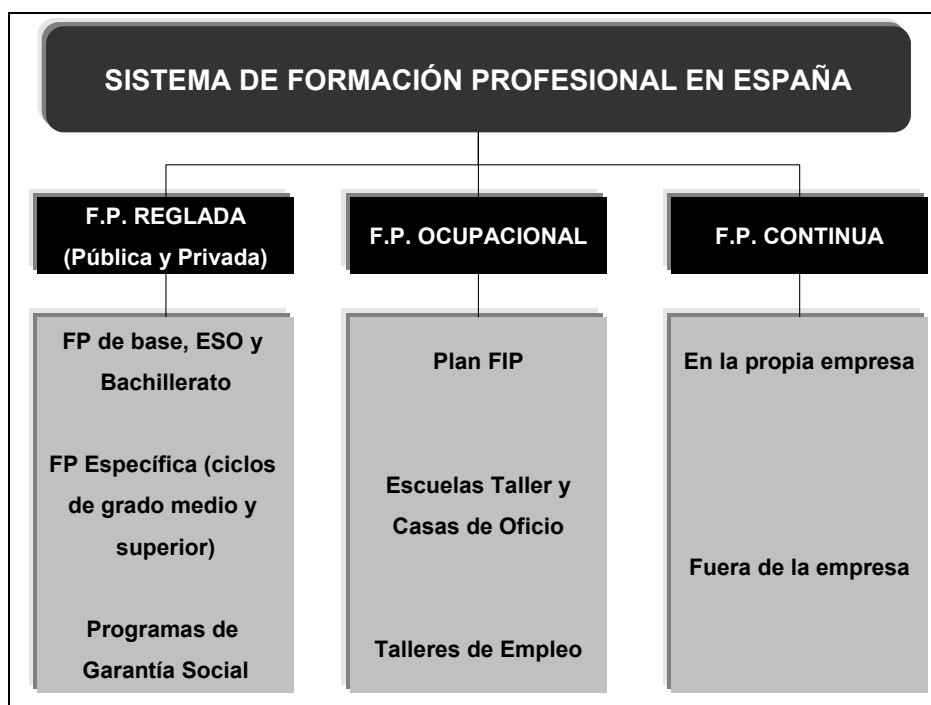 SISTEMA DE FORMACIÓN PROFESIONAL EN ESPAÑA
F.P. REGLADA
(Pública y Privada)
FP de base, ESO y
Bachillerato
FP Específica (ciclos
de grado medio y
superior)
Programas de
Garantía Social
F.P. OCUPACIONAL
Plan FIP
Escuelas Taller y
Casas de Oficio
Talleres de Empleo
F.P. CONTINUA
En la propia empresa
Fuera de la empresa